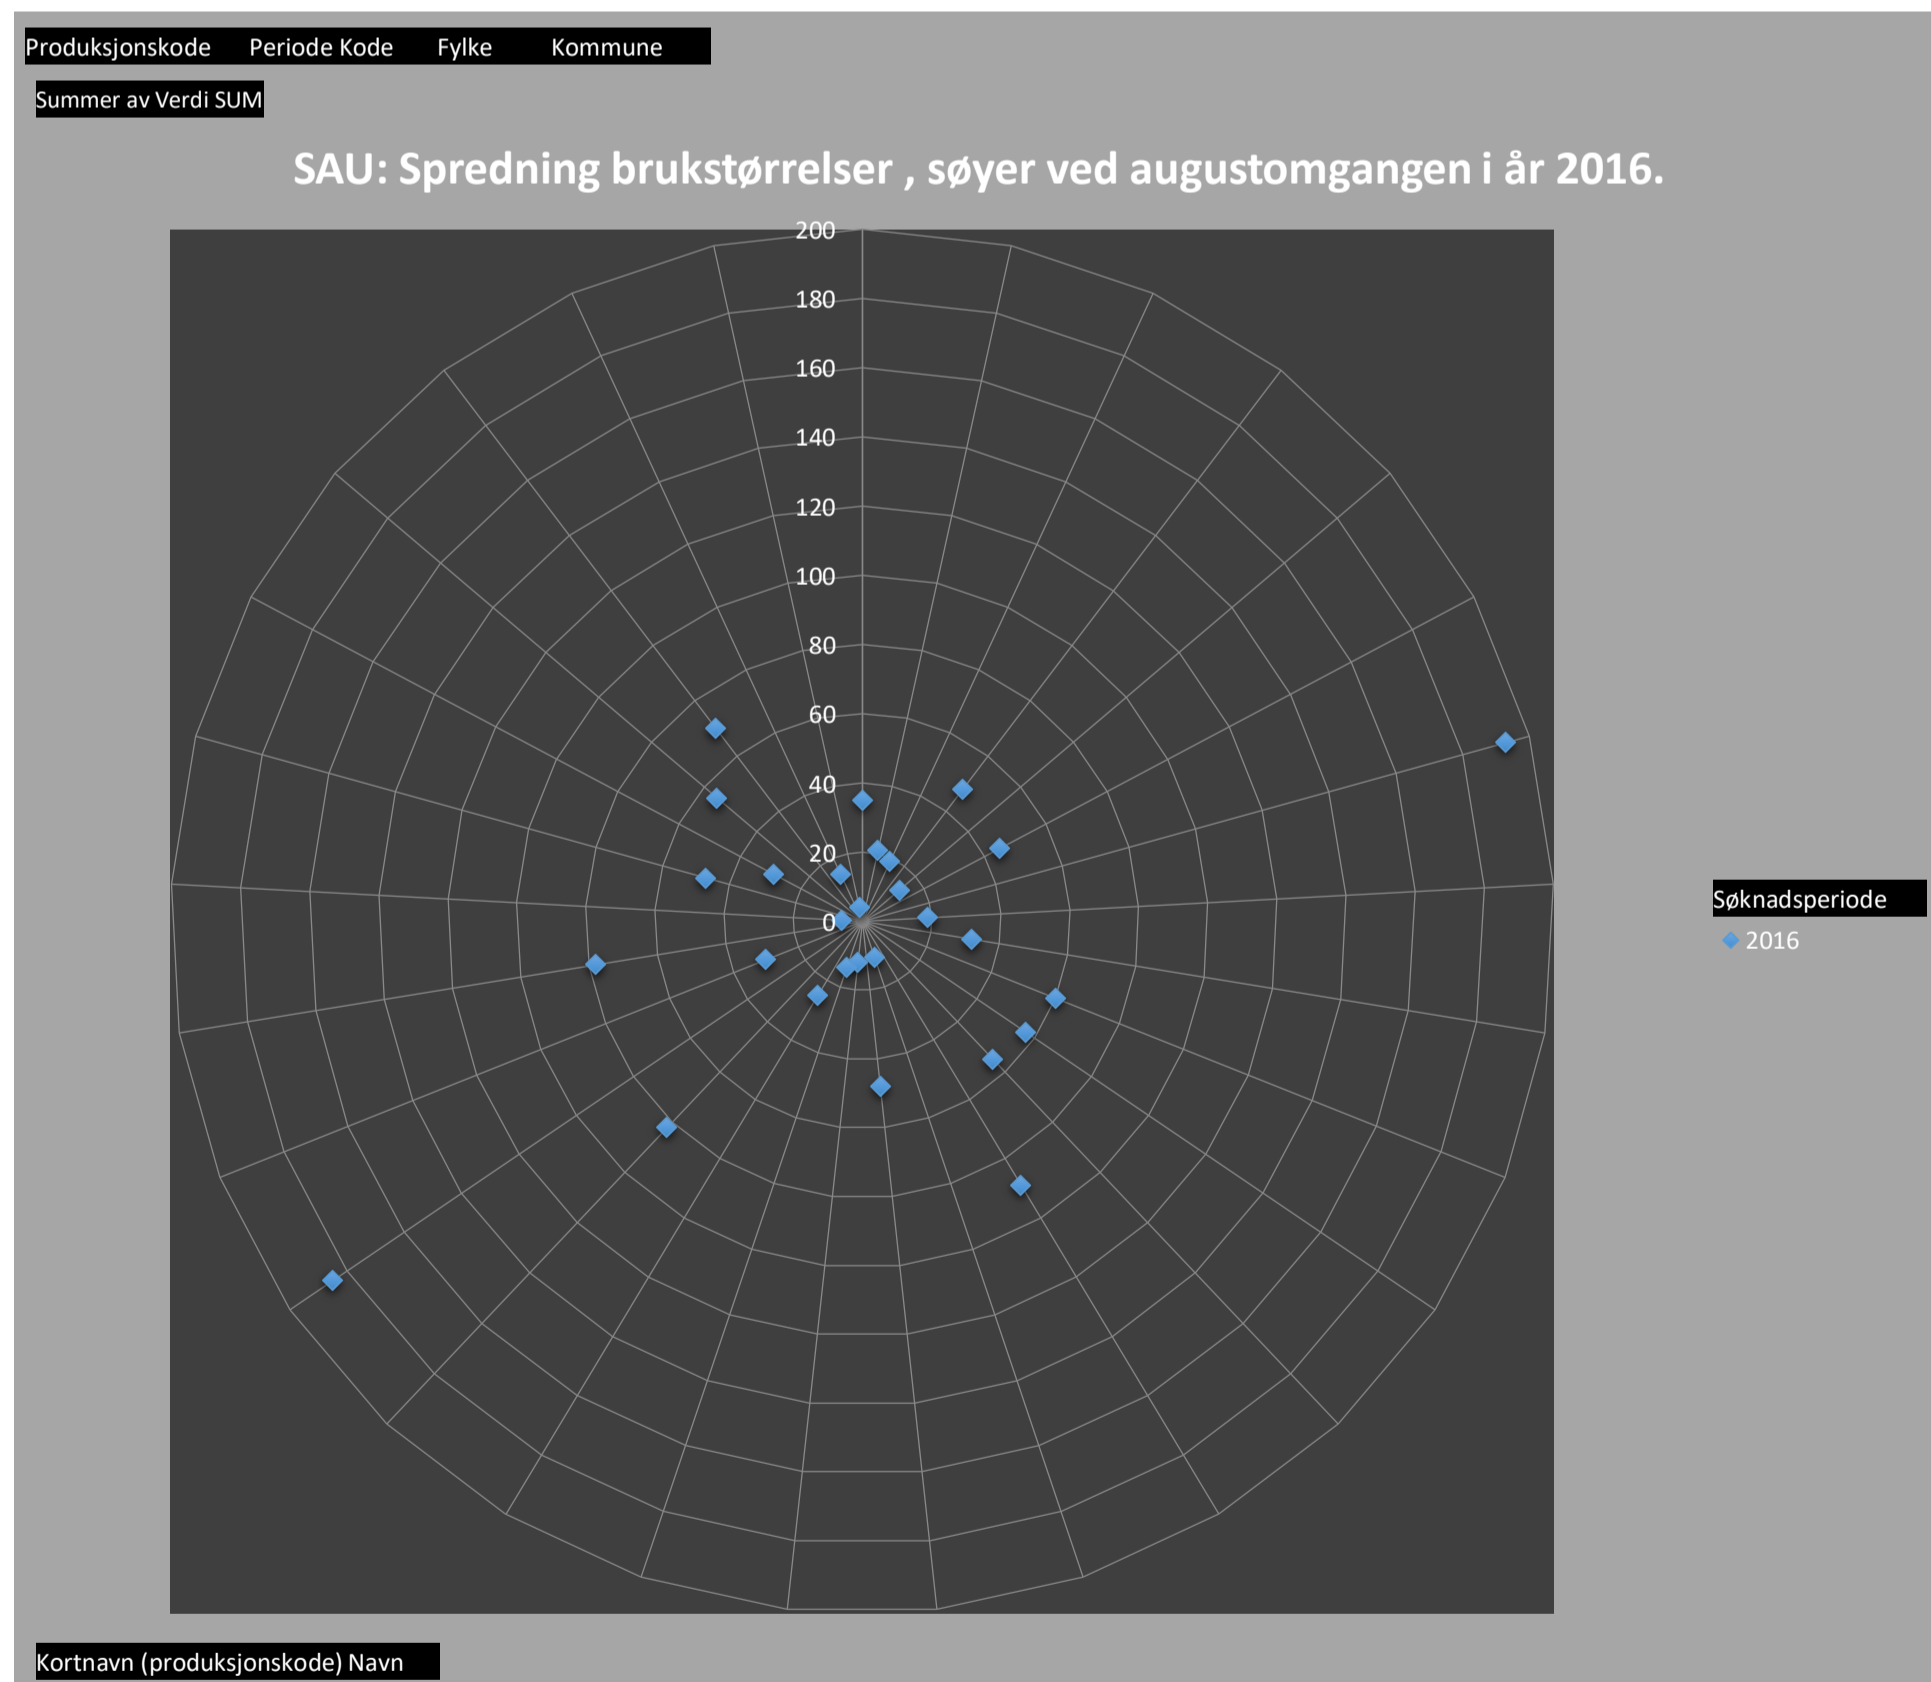 Produksjonskode Periode Kode Fylke Kommune
Summer av Verdi SUM
SAU: Spredning brukstørrelser , søyer ved augustomgangen i år 2016.
200
180
160
140
120
100
80
60
40
20
0
Søknadsperiode
2016
Kortnavn (produksjonskode) Navn